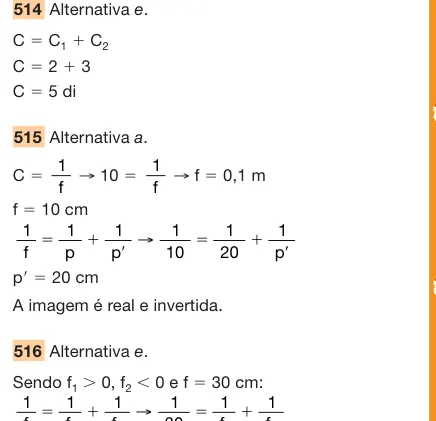 514 Alternativa e.
C = C₁ + C₂
C = 2 + 3
C = 5 di
515 Alternativa a.
C = 1/f → 10 = 1/f → f = 0,1 m
f = 10 cm
1/f = 1/p + 1/p′ → 1/10 = 1/20 + 1/p′
p′ = 20 cm
A imagem é real e invertida.
516 Alternativa e.
Sendo f₁ > 0, f₂ < 0 e f = 30 cm: